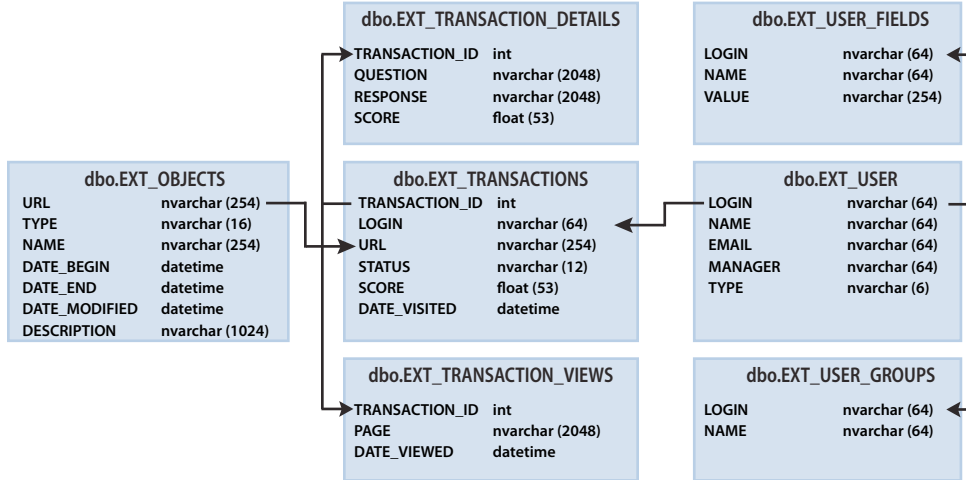 dbo.EXT_TRANSACTION_DETAILS
TRANSACTION_ID int
QUESTION nvarchar (2048)
RESPONSE nvarchar (2048)
SCORE float (53)
dbo.EXT_USER_FIELDS
LOGIN nvarchar (64)
NAME nvarchar (64)
VALUE nvarchar (254)
dbo.EXT_OBJECTS
URL nvarchar (254)
TYPE nvarchar (16)
NAME nvarchar (254)
DATE_BEGIN datetime
DATE_END datetime
DATE_MODIFIED datetime
DESCRIPTION nvarchar (1024)
dbo.EXT_TRANSACTIONS
TRANSACTION_ID int
LOGIN nvarchar (64)
URL nvarchar (254)
STATUS nvarchar (12)
SCORE float (53)
DATE_VISITED datetime
dbo.EXT_USER
LOGIN nvarchar (64)
NAME nvarchar (64)
EMAIL nvarchar (64)
MANAGER nvarchar (64)
TYPE nvarchar (6)
dbo.EXT_TRANSACTION_VIEWS
TRANSACTION_ID int
PAGE nvarchar (2048)
DATE_VIEWED datetime
dbo.EXT_USER_GROUPS
LOGIN nvarchar (64)
NAME nvarchar (64)